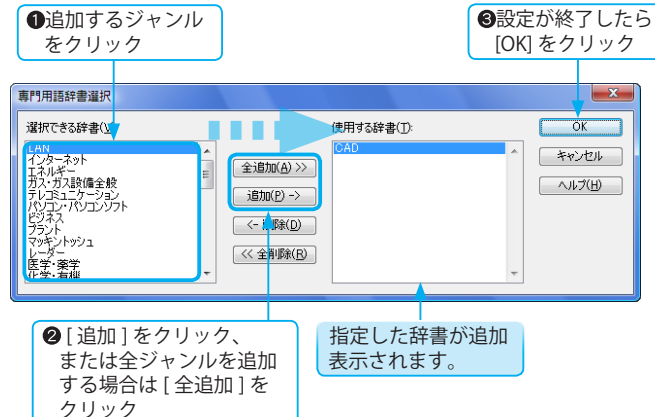 ❶追加するジャンル
をクリック
❸設定が終了したら
[OK] をクリック
専門用語辞書選択
選択できる辞書(V):
使用する辞書(T):
LAN
インターネット
エネルギー
ガス・ガス設備全般
テレコミュニケーション
パソコン・パソコンソフト
ビジネス
プラント
マッキントッシュ
レーダー
医学・薬学
化学・有機
全追加(A) >>
追加(P) ->
<- 削除(D)
<< 全削除(R)
CAD
OK
キャンセル
ヘルプ(H)
❷ [ 追加 ] をクリック、
または全ジャンルを追加
する場合は [ 全追加 ] を
クリック
指定した辞書が追加
表示されます。